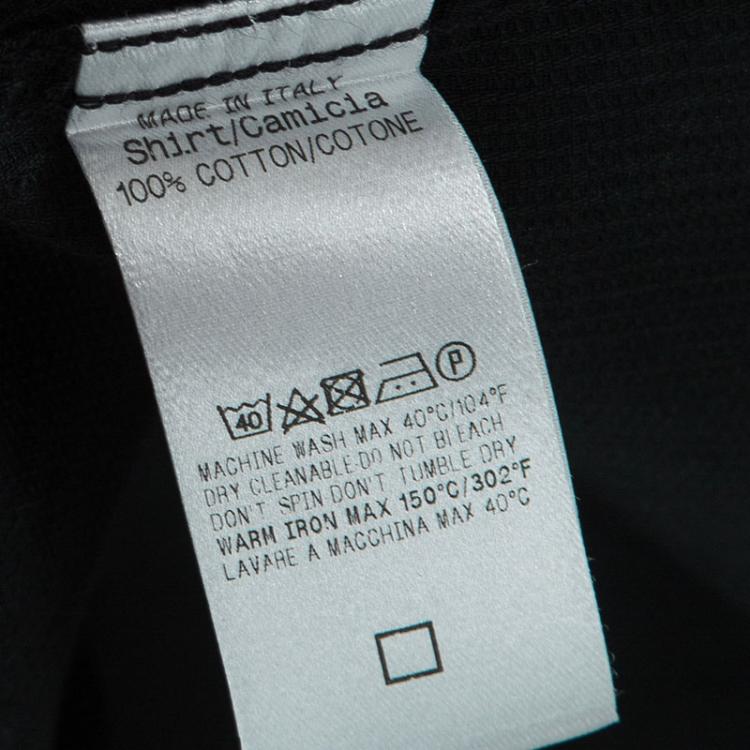 MADE IN ITALY
Shirt/Camicia
100% COTTON/COTONE
40 P
MACHINE WASH MAX 40°C/104°F
DRY CLEANABLE-DO NOT BLEACH
DON'T SPIN DON'T TUMBLE DRY
WARM IRON MAX 150°C/302°F
LAVARE A MACCHINA MAX 40°C